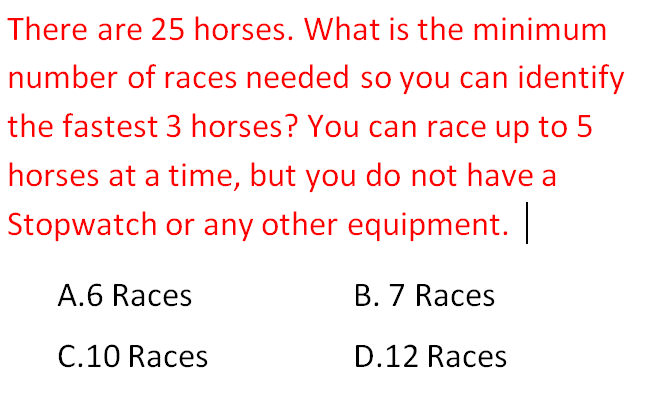 There are 25 horses. What is the minimum
number of races needed so you can identify
the fastest 3 horses? You can race up to 5
horses at a time, but you do not have a
Stopwatch or any other equipment.
A.6 Races B. 7 Races
C.10 Races D.12 Races